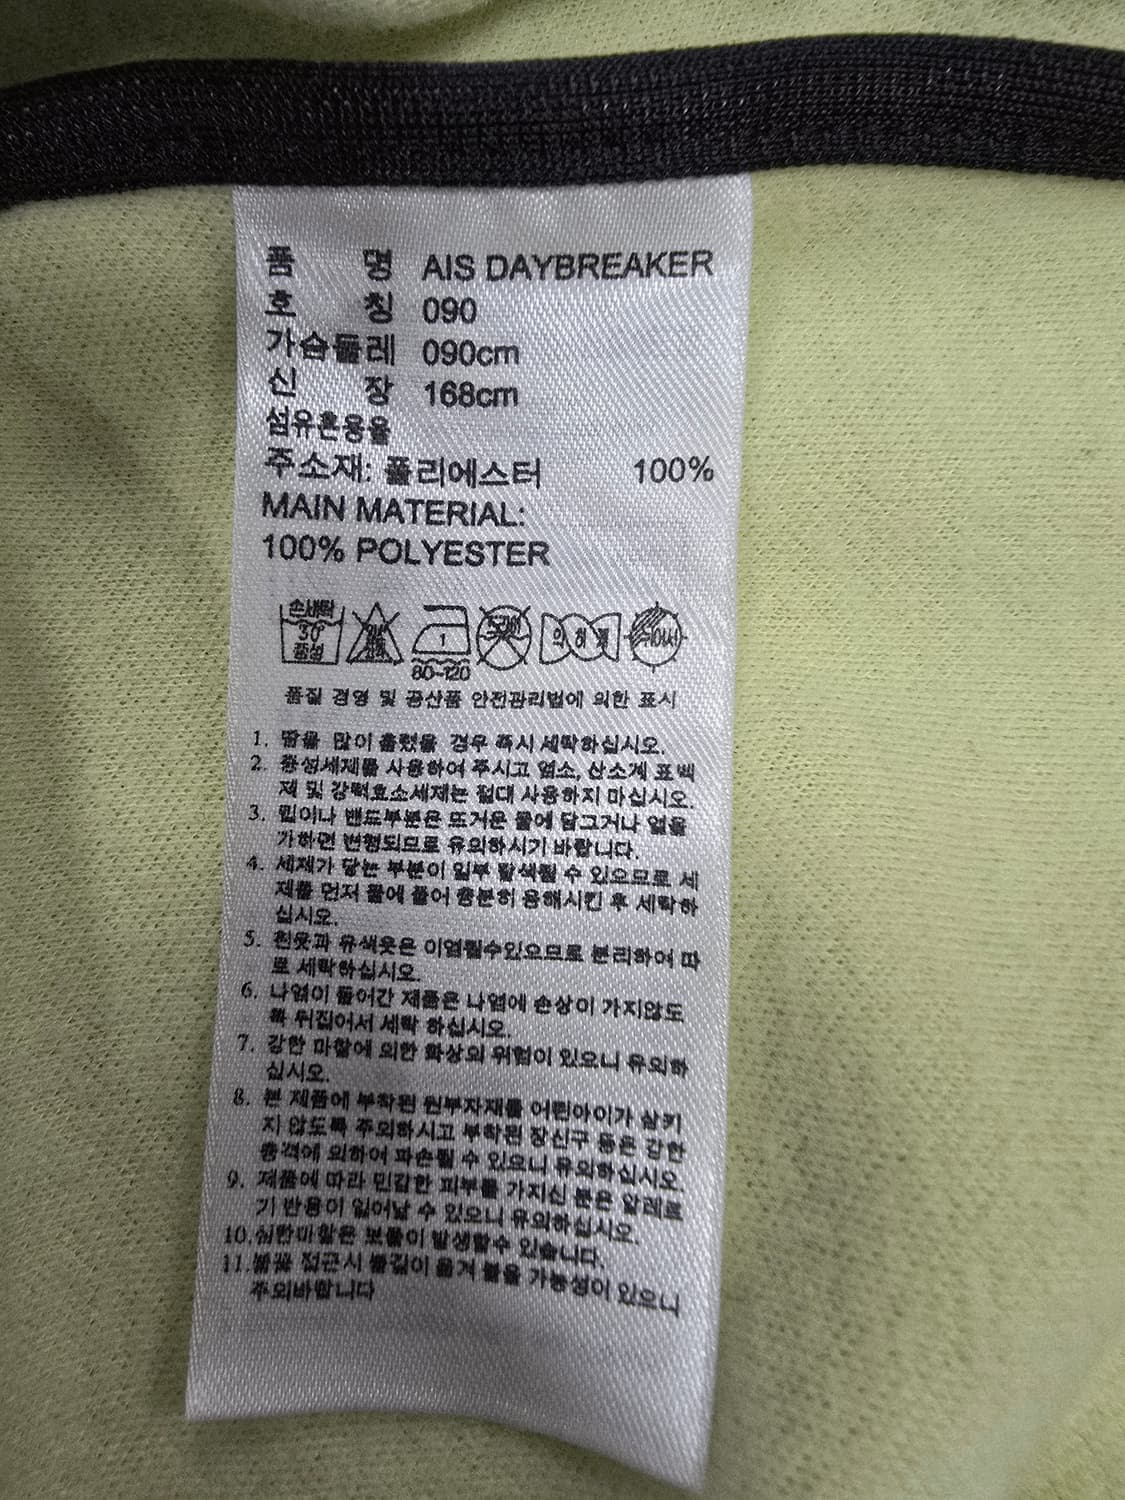 품 명 AIS DAYBREAKER
호 칭 090
가슴둘레 090cm
신 장 168cm
섬유혼용율
주소재: 폴리에스터 100%
MAIN MATERIAL:
100% POLYESTER
손세탁 30° 중성 염소표백 1 80~120 드라이 약하게 뉘어서
품질 경영 및 공산품 안전관리법에 의한 표시
1. 땀을 많이 흘렸을 경우 즉시 세탁하십시오.
2. 중성세제를 사용하여 주시고 염소, 산소계 표백
제 및 강력효소세제는 절대 사용하지 마십시오.
3. 립이나 밴드부분은 뜨거운 물에 담그거나 열을
가하면 변형되므로 유의하시기 바랍니다.
4. 세제가 닿는 부분이 일부 탈색될 수 있으므로 세
제를 먼저 물에 풀어 충분히 용해시킨 후 세탁하
십시오.
5. 흰옷과 유색옷은 이염될수있으므로 분리하여 따
로 세탁하십시오.
6. 나염이 들어간 제품은 나염에 손상이 가지않도
록 뒤집어서 세탁 하십시오.
7. 강한 마찰에 의한 화상의 위험이 있으니 유의하
십시오.
8. 본 제품에 부착된 원부자재를 어린아이가 삼키
지 않도록 주의하시고 부착된 장신구 등은 강한
충격에 의하여 파손될 수 있으니 유의하십시오.
9. 제품에 따라 민감한 피부를 가지신 분은 알레르
기 반응이 일어날 수 있으니 유의하십시오.
10.심한마찰은 보풀이 발생할수 있습니다.
11.불꽃 접근시 불길이 옮겨 붙을 가능성이 있으니
주의바랍니다